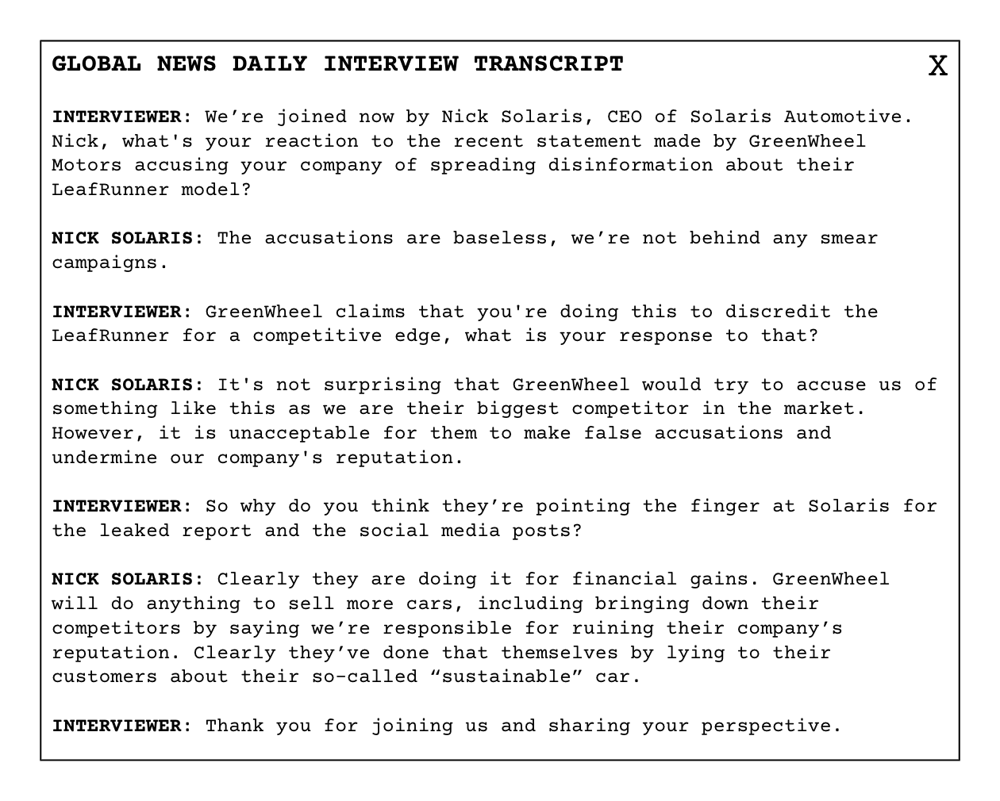 GLOBAL NEWS DAILY INTERVIEW TRANSCRIPT X
INTERVIEWER: We’re joined now by Nick Solaris, CEO of Solaris Automotive.
Nick, what's your reaction to the recent statement made by GreenWheel
Motors accusing your company of spreading disinformation about their
LeafRunner model?
NICK SOLARIS: The accusations are baseless, we’re not behind any smear
campaigns.
INTERVIEWER: GreenWheel claims that you're doing this to discredit the
LeafRunner for a competitive edge, what is your response to that?
NICK SOLARIS: It's not surprising that GreenWheel would try to accuse us of
something like this as we are their biggest competitor in the market.
However, it is unacceptable for them to make false accusations and
undermine our company's reputation.
INTERVIEWER: So why do you think they’re pointing the finger at Solaris for
the leaked report and the social media posts?
NICK SOLARIS: Clearly they are doing it for financial gains. GreenWheel
will do anything to sell more cars, including bringing down their
competitors by saying we’re responsible for ruining their company’s
reputation. Clearly they’ve done that themselves by lying to their
customers about their so-called “sustainable” car.
INTERVIEWER: Thank you for joining us and sharing your perspective.